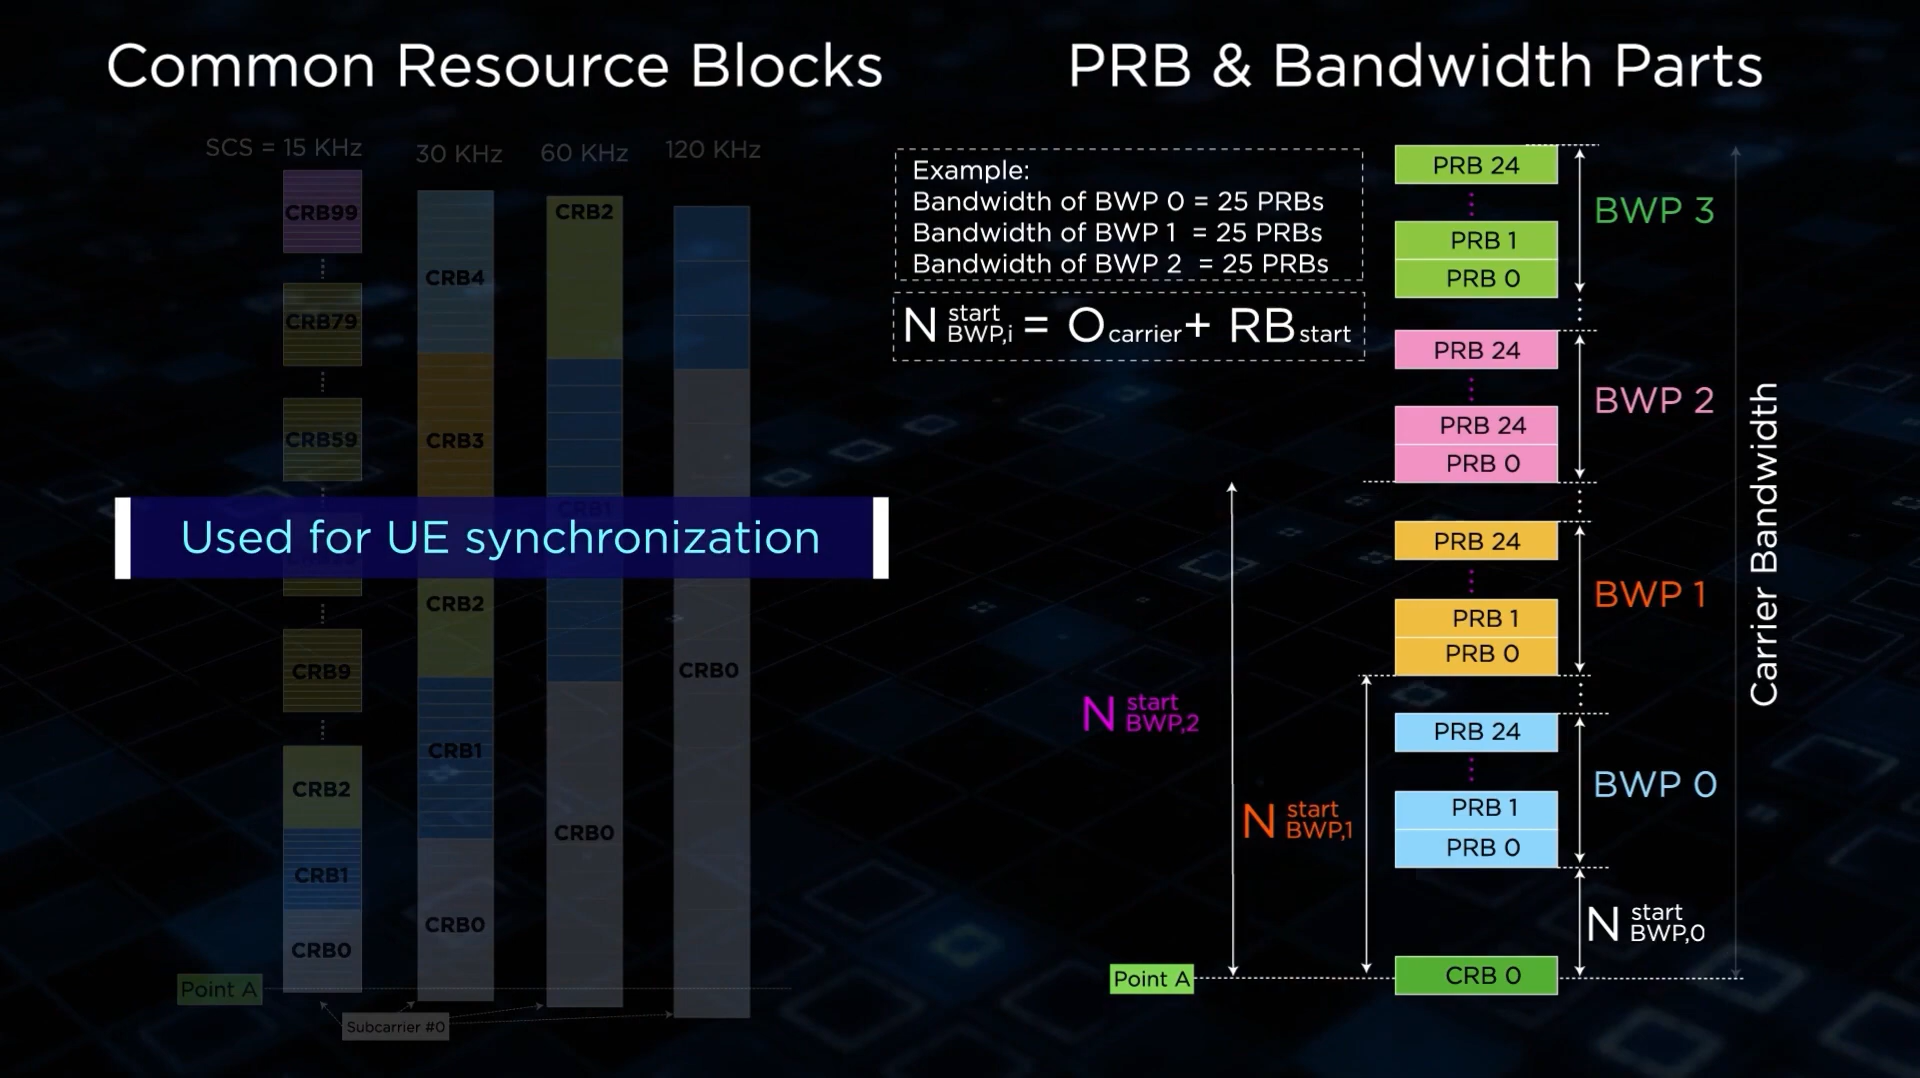 Common Resource Blocks
SCS = 15 KHz
30 KHz
60 KHz
120 KHz
CRB99
CRB79
CRB59
CRB9
CRB2
CRB1
CRB0
CRB4
CRB3
CRB2
CRB1
CRB0
CRB2
CRB1
CRB0
CRB0
Used for UE synchronization
Point A
Subcarrier #0
PRB & Bandwidth Parts
Example:
Bandwidth of BWP 0 = 25 PRBs
Bandwidth of BWP 1 = 25 PRBs
Bandwidth of BWP 2 = 25 PRBs
N start BWP,i = O carrier + RB start
PRB 24
PRB 1
PRB 0
BWP 3
PRB 24
PRB 24
PRB 0
BWP 2
PRB 24
PRB 1
PRB 0
BWP 1
PRB 24
PRB 1
PRB 0
BWP 0
N start BWP,2
N start BWP,1
N start BWP,0
Point A
CRB 0
Carrier Bandwidth